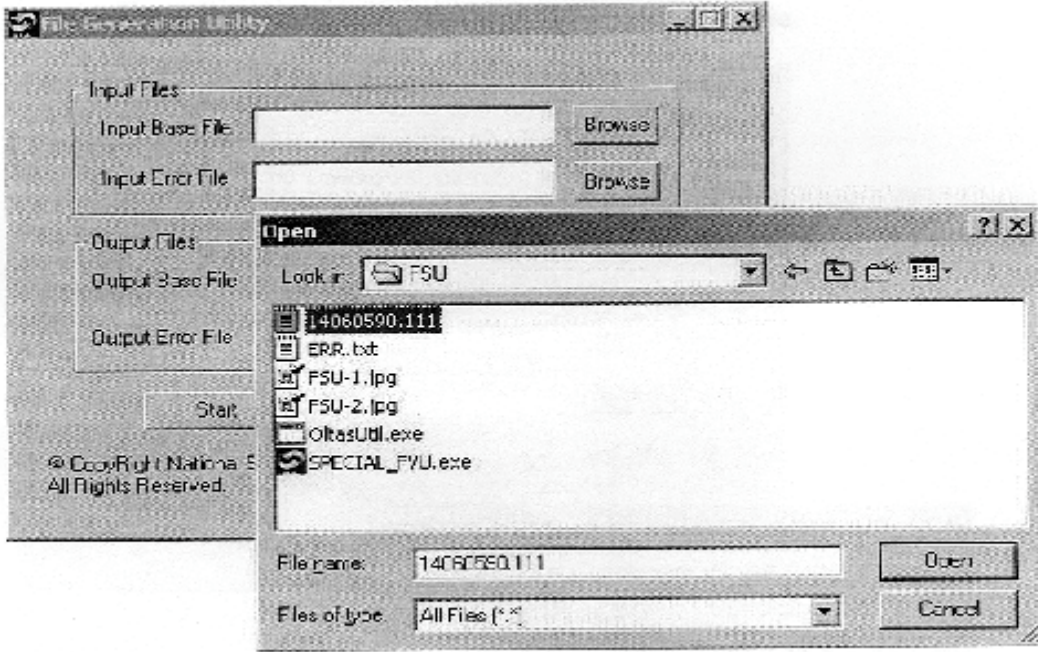 File Generation Utility
Input Files
Input Base File
Browse
Input Error File
Browse
Output Files
Output Base File
Output Error File
Start
© CopyRight National S
All Rights Reserved.
Open
Look in:
FSU
14060590.111
ERR.txt
FSU-1.jpg
FSU-2.jpg
OltasUtil.exe
SPECIAL_FVU.exe
File name:
14060590.111
Open
Files of type:
All Files (*.*)
Cancel